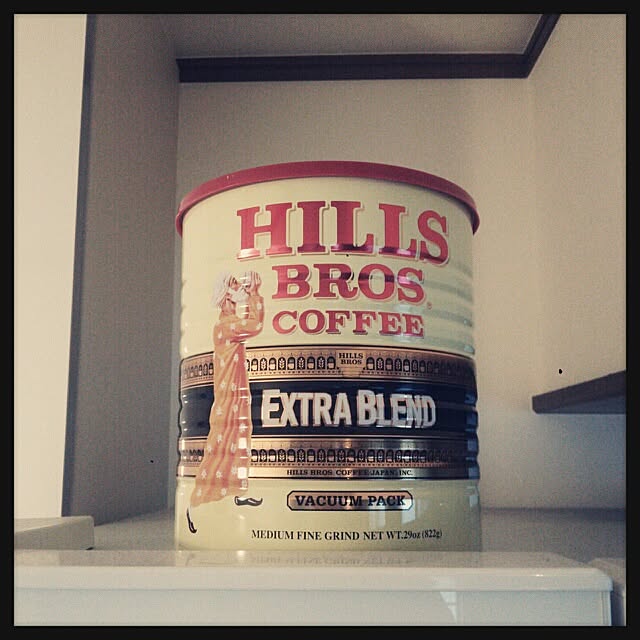 HILLS
BROS®
COFFEE
HILLS
BROS
EXTRA BLEND
HILLS BROS COFFEE JAPAN, INC.
VACUUM PACK
MEDIUM FINE GRIND NET WT.29oz (822g)